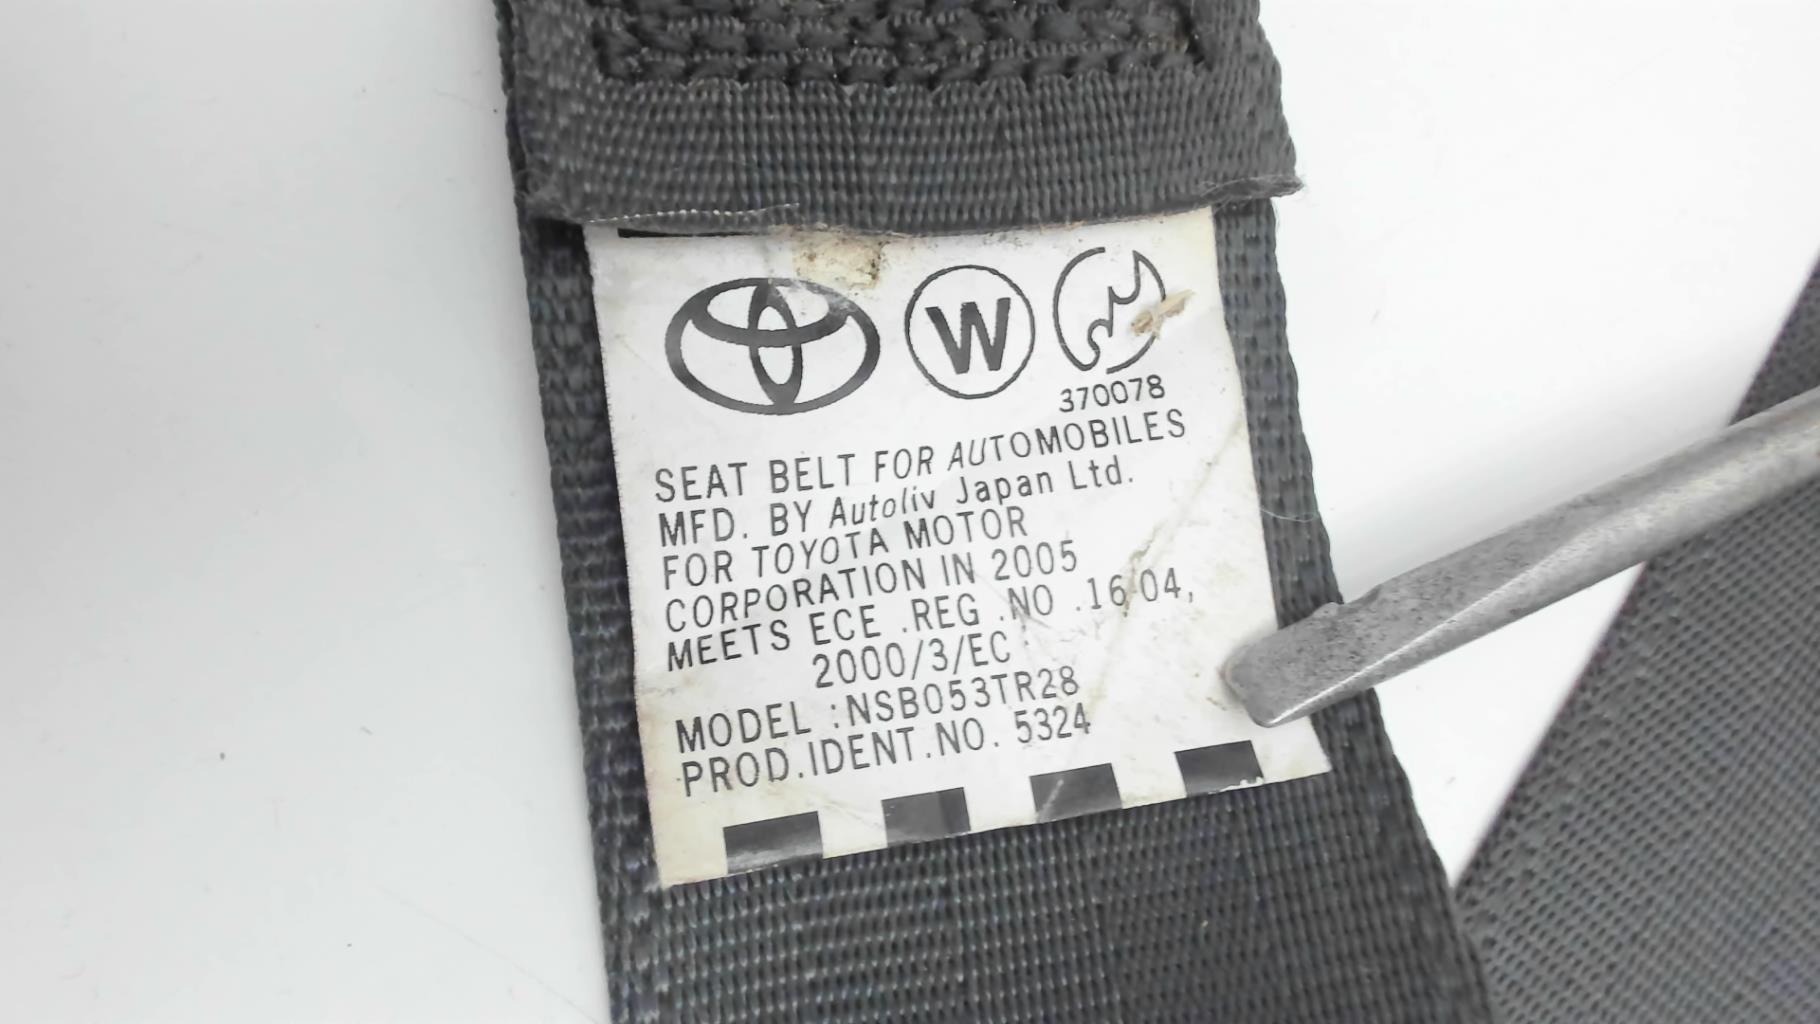 W
370078
SEAT BELT FOR AUTOMOBILES
MFD. BY Autoliv Japan Ltd.
FOR TOYOTA MOTOR
CORPORATION IN 2005
MEETS ECE .REG .NO .16 04,
2000/3/EC
MODEL :NSB053TR28
PROD.IDENT.NO. 5324